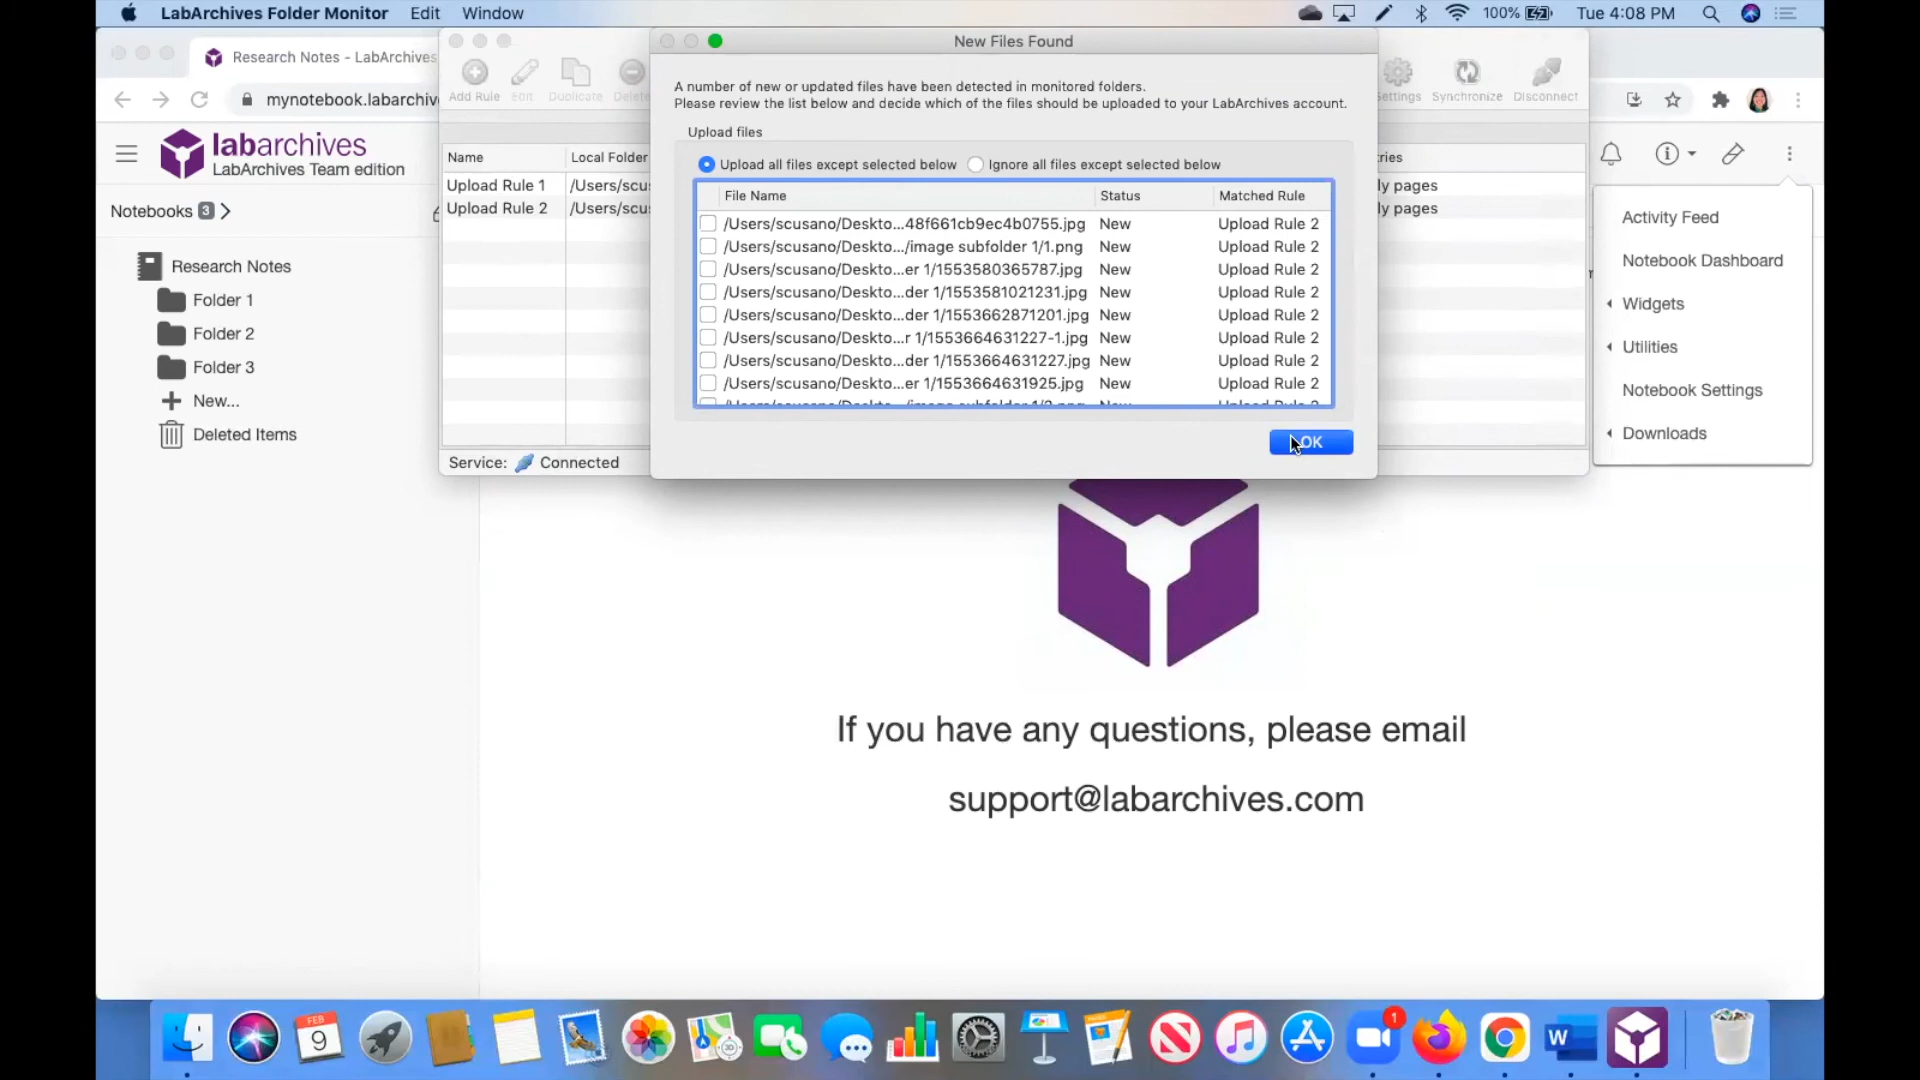 LabArchives Folder Monitor Edit Window 100% Tue 4:08 PM
Research Notes - LabArchives
New Files Found
mynotebook.labarchiv
Add Rule Edit Duplicate Delete Settings Synchronize Disconnect
A number of new or updated files have been detected in monitored folders.
Please review the list below and decide which of the files should be uploaded to your LabArchives account.
Upload files
Upload all files except selected below Ignore all files except selected below
labarchives
LabArchives Team edition
Notebooks 3
Research Notes
Folder 1
Folder 2
Folder 3
New...
Deleted Items
Name Local Folder ries
Upload Rule 1 /Users/scus ly pages
Upload Rule 2 /Users/scus ly pages
File Name Status Matched Rule
/Users/scusano/Deskto...48f661cb9ec4b0755.jpg New Upload Rule 2
/Users/scusano/Deskto.../image subfolder 1/1.png New Upload Rule 2
/Users/scusano/Deskto...er 1/1553580365787.jpg New Upload Rule 2
/Users/scusano/Deskto...der 1/1553581021231.jpg New Upload Rule 2
/Users/scusano/Deskto...der 1/1553662871201.jpg New Upload Rule 2
/Users/scusano/Deskto...r 1/1553664631227-1.jpg New Upload Rule 2
/Users/scusano/Deskto...der 1/1553664631227.jpg New Upload Rule 2
/Users/scusano/Deskto...er 1/1553664631925.jpg New Upload Rule 2
OK
Service: Connected
Activity Feed
Notebook Dashboard
Widgets
Utilities
Notebook Settings
Downloads
If you have any questions, please email
support@labarchives.com
FEB
9
3D
1
W